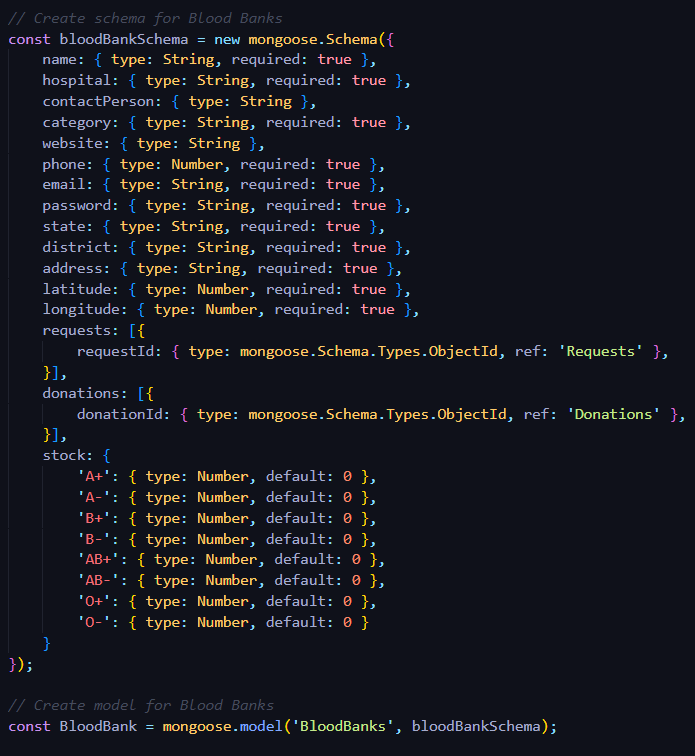 // Create schema for Blood Banks
const bloodBankSchema = new mongoose.Schema({
    name: { type: String, required: true },
    hospital: { type: String, required: true },
    contactPerson: { type: String },
    category: { type: String, required: true },
    website: { type: String },
    phone: { type: Number, required: true },
    email: { type: String, required: true },
    password: { type: String, required: true },
    state: { type: String, required: true },
    district: { type: String, required: true },
    address: { type: String, required: true },
    latitude: { type: Number, required: true },
    longitude: { type: Number, required: true },
    requests: [{
        requestId: { type: mongoose.Schema.Types.ObjectId, ref: 'Requests' },
    }],
    donations: [{
        donationId: { type: mongoose.Schema.Types.ObjectId, ref: 'Donations' },
    }],
    stock: {
        'A+': { type: Number, default: 0 },
        'A-': { type: Number, default: 0 },
        'B+': { type: Number, default: 0 },
        'B-': { type: Number, default: 0 },
        'AB+': { type: Number, default: 0 },
        'AB-': { type: Number, default: 0 },
        'O+': { type: Number, default: 0 },
        'O-': { type: Number, default: 0 }
    }
});

// Create model for Blood Banks
const BloodBank = mongoose.model('BloodBanks', bloodBankSchema);